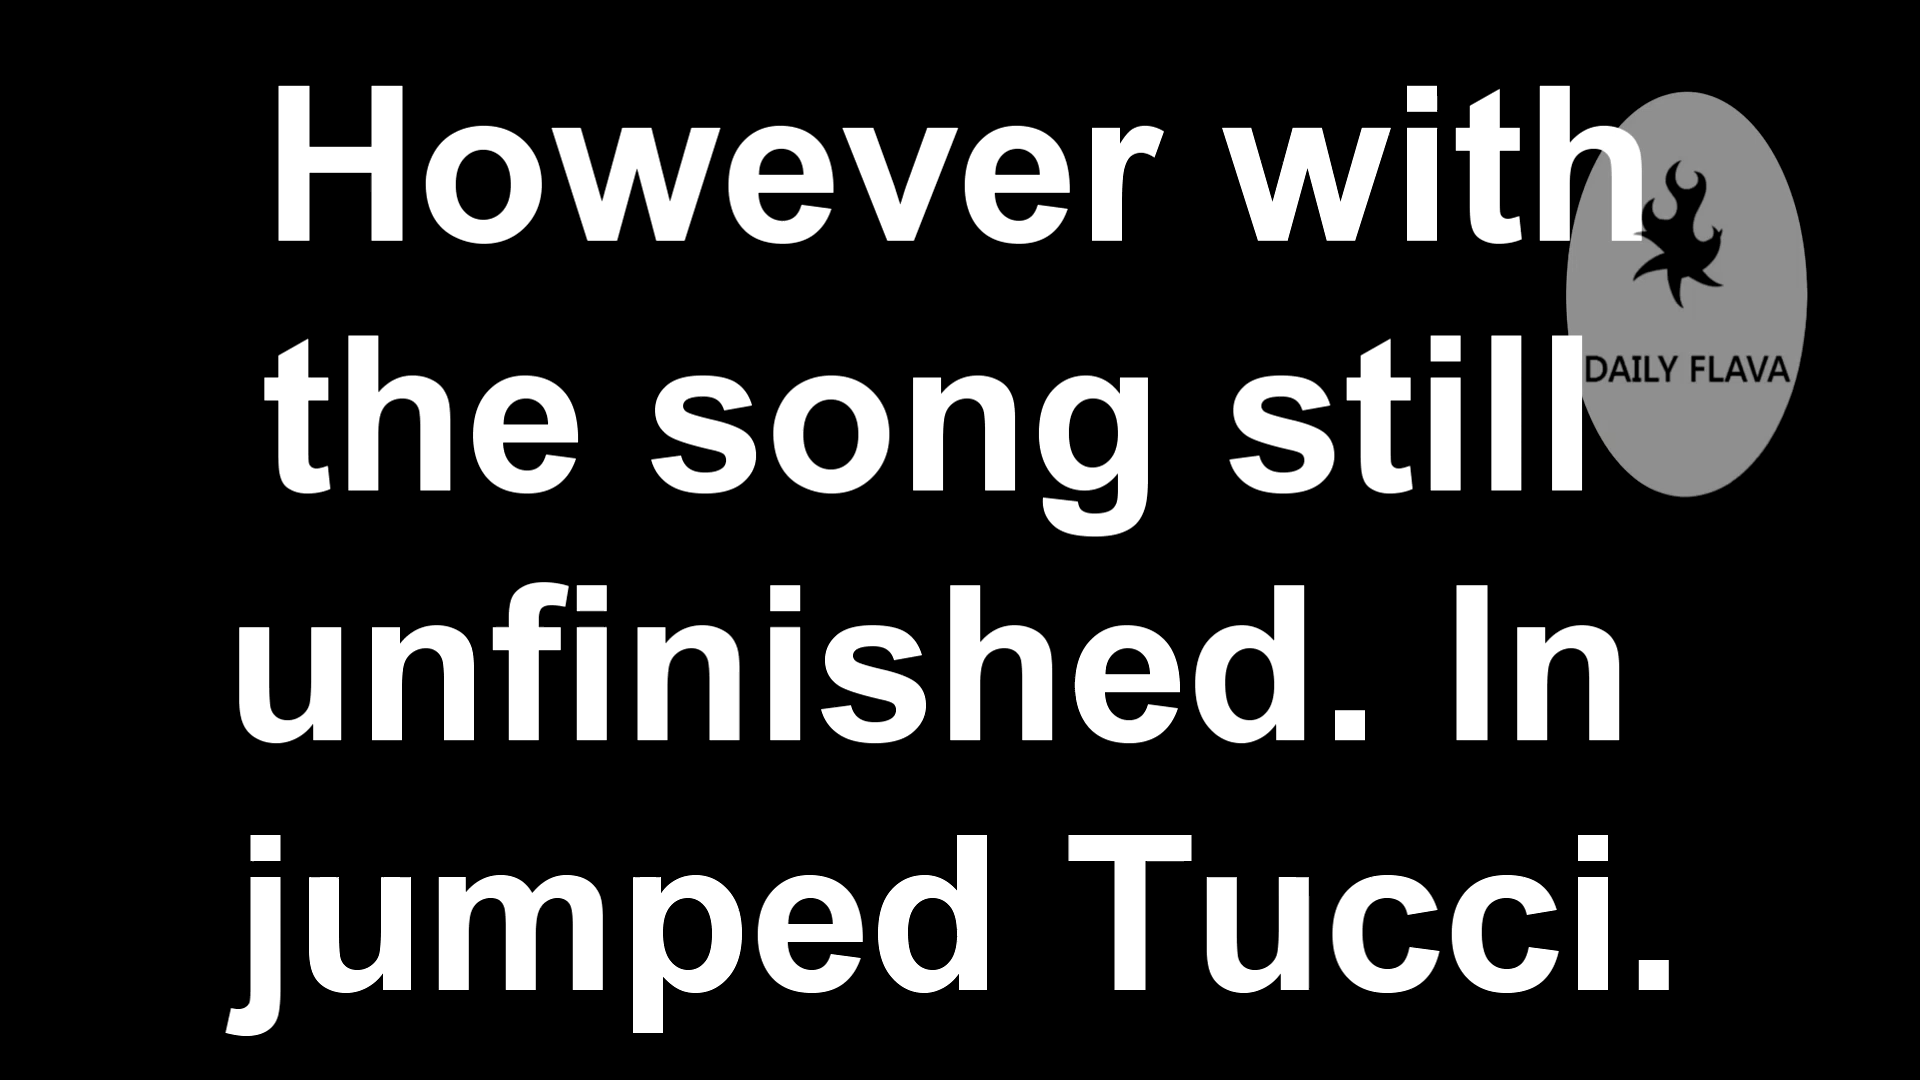 However with
the song still
DAILY FLAVA
unfinished. In
jumped Tucci.